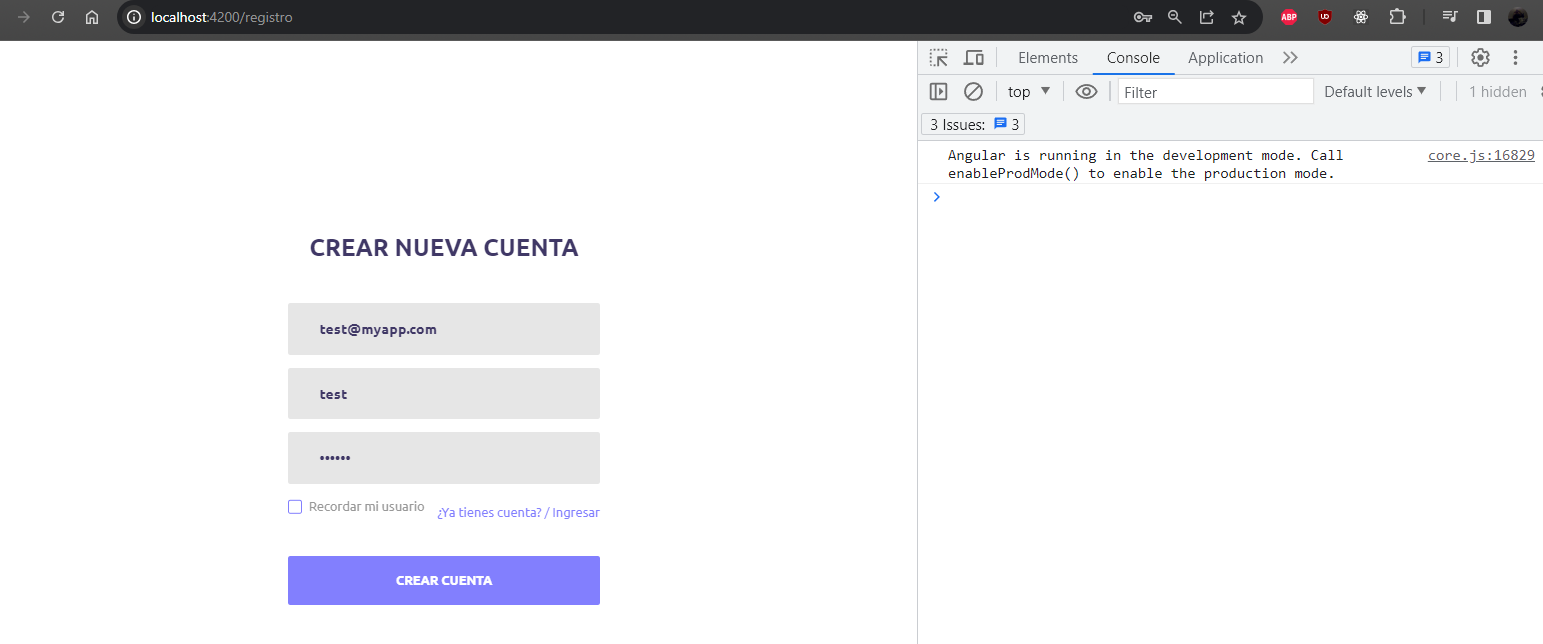 localhost:4200/registro
ABP
UD
Elements Console Application 3
top Filter Default levels 1 hidden
3 Issues: 3
Angular is running in the development mode. Call core.js:16829
enableProdMode() to enable the production mode.
CREAR NUEVA CUENTA
test@myapp.com
test
••••••
Recordar mi usuario ¿Ya tienes cuenta? / Ingresar
CREAR CUENTA